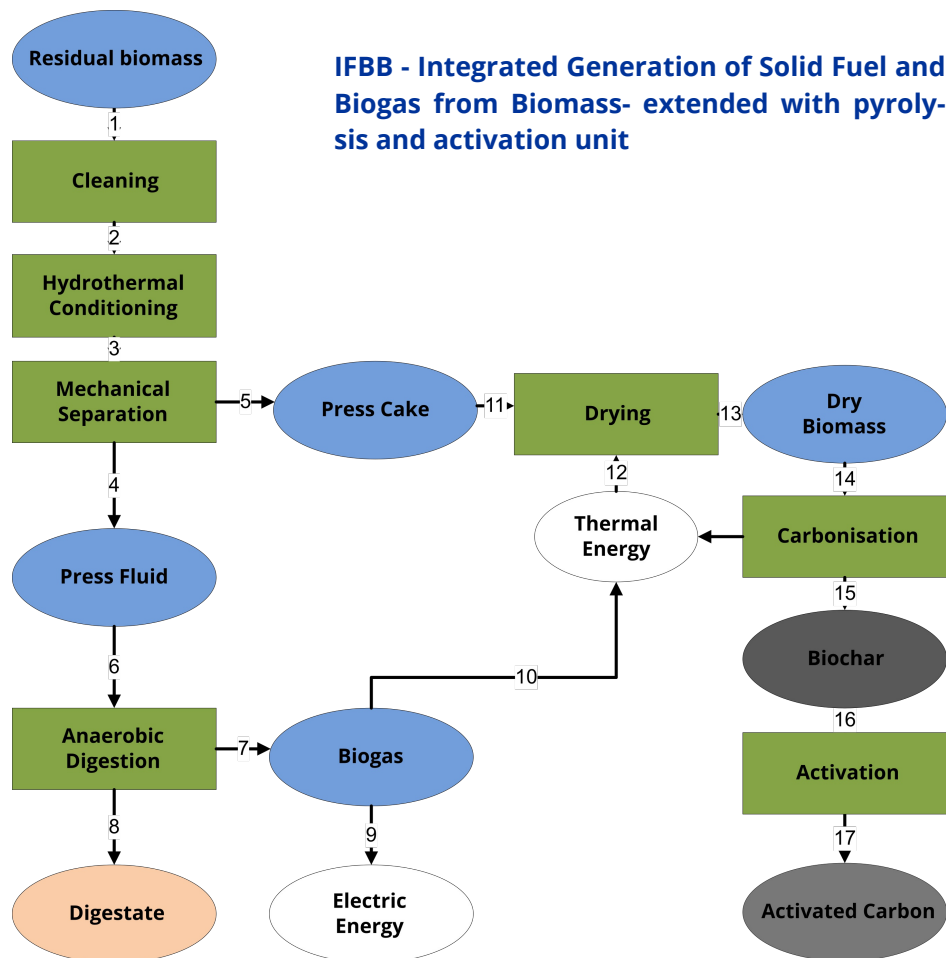 Residual biomass
IFBB - Integrated Generation of Solid Fuel and
Biogas from Biomass- extended with pyroly-
sis and activation unit
1
Cleaning
2
Hydrothermal
Conditioning
3
Mechanical
Separation
5
Press Cake
11
Drying
13
Dry
Biomass
4
12
14
Thermal
Energy
Carbonisation
Press Fluid
15
Biochar
6
10
16
Anaerobic
Digestion
7
Biogas
Activation
8
9
17
Digestate
Electric
Energy
Activated Carbon